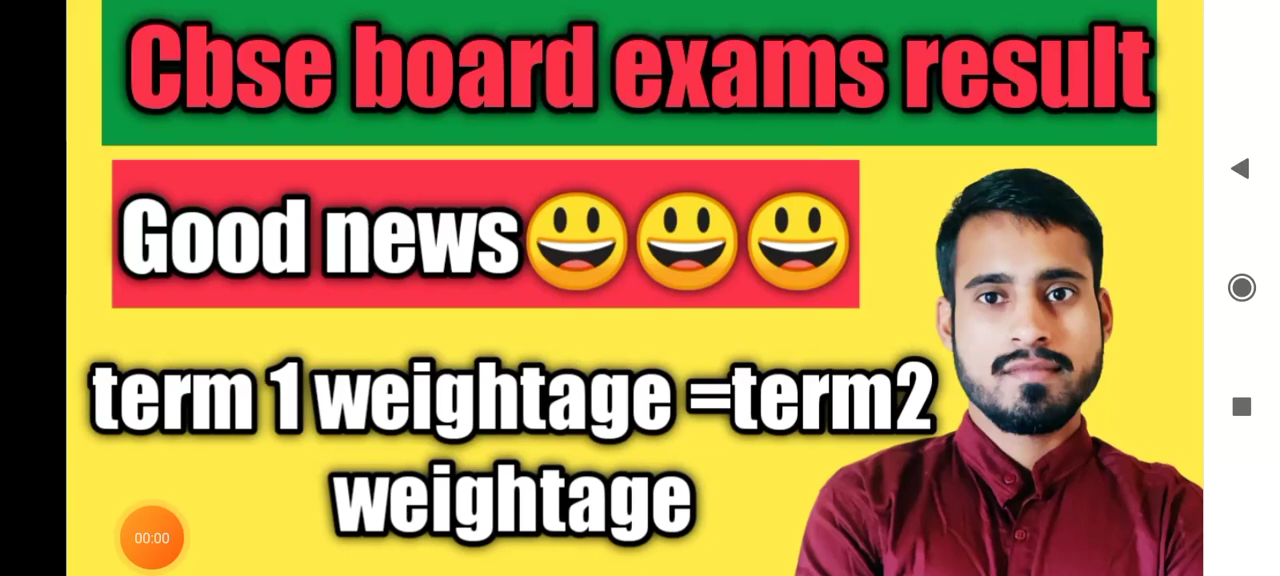 Cbse board exams result
Good news😃😃😃
term 1 weightage =term2
weightage
00:00